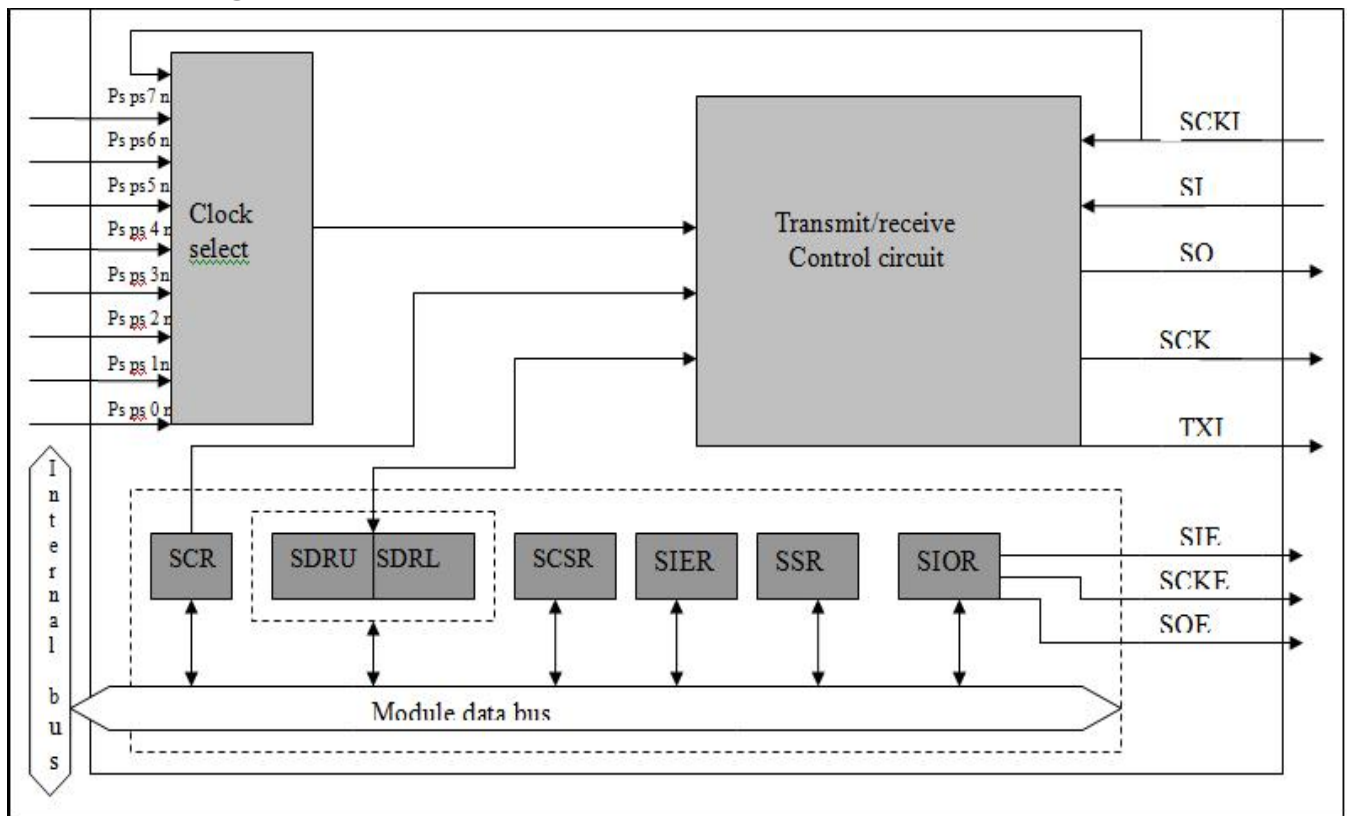 Ps ps7 n
Ps ps6 n
Ps ps5 n
Ps ps 4 n
Ps ps 3n
Ps ps 2 n
Ps ps 1n
Ps ps 0 n
Clock
select
Transmit/receive
Control circuit
SCKI
SI
SO
SCK
TXI
Internal bus
SCR
SDRU
SDRL
SCSR
SIER
SSR
SIOR
SIE
SCKE
SOE
Module data bus